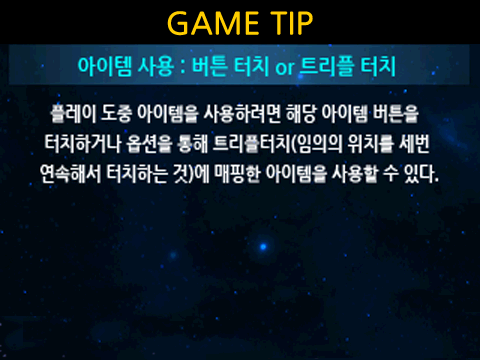 GAME TIP
아이템 사용 : 버튼 터치 or 트리플 터치
플레이 도중 아이템을 사용하려면 해당 아이템 버튼을
터치하거나 옵션을 통해 트리플터치(임의의 위치를 세번
연속해서 터치하는 것)에 매핑한 아이템을 사용할 수 있다.